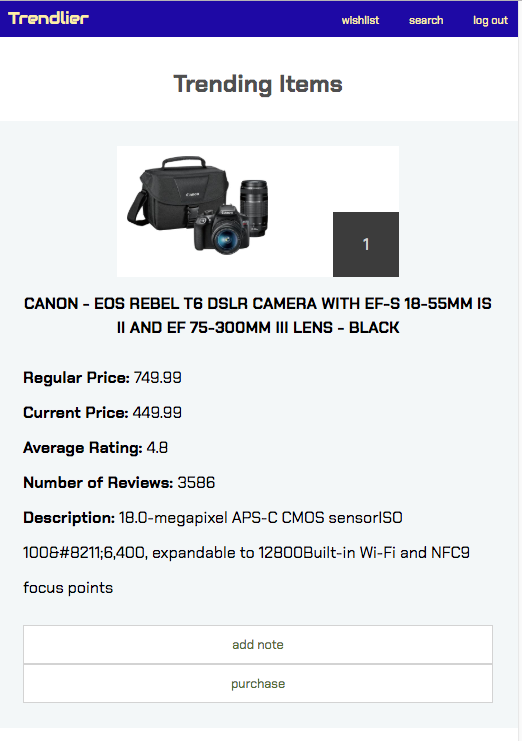 Trendlier
wishlist search log out
Trending Items
1
CANON - EOS REBEL T6 DSLR CAMERA WITH EF-S 18-55MM IS
II AND EF 75-300MM III LENS - BLACK
Regular Price: 749.99
Current Price: 449.99
Average Rating: 4.8
Number of Reviews: 3586
Description: 18.0-megapixel APS-C CMOS sensorISO
100&#8211;6,400, expandable to 12800Built-in Wi-Fi and NFC9
focus points
add note
purchase